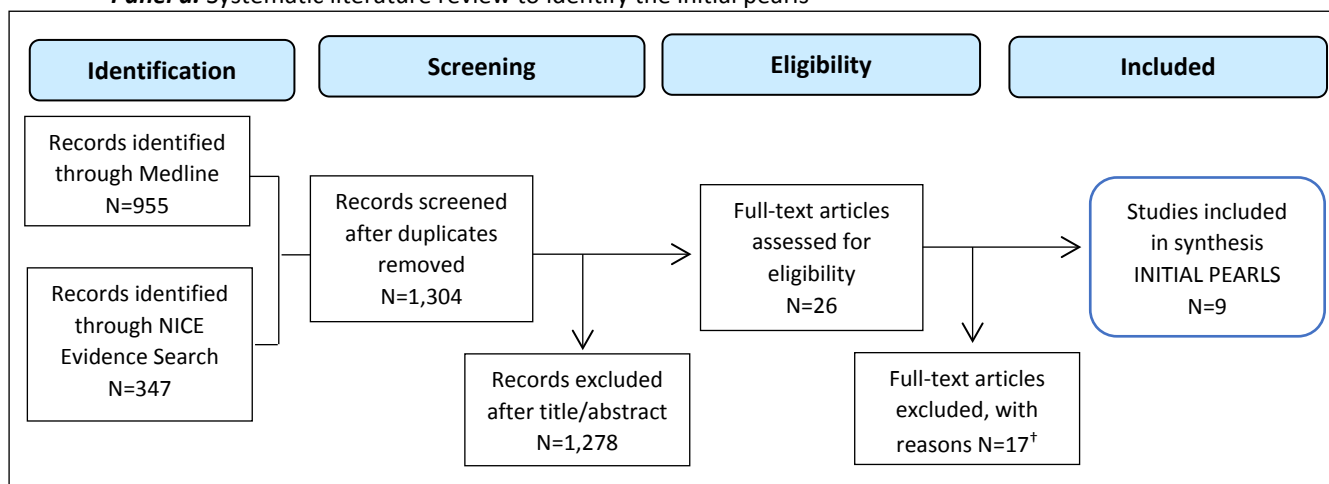 Panel a. Systematic literature review to identify the initial pearls
Identification
Screening
Eligibility
Included
Records identified
through Medline
N=955
Records identified
through NICE
Evidence Search
N=347
Records screened
after duplicates
removed
N=1,304
Records excluded
after title/abstract
N=1,278
Full-text articles
assessed for
eligibility
N=26
Full-text articles
excluded, with
reasons N=17†
Studies included
in synthesis
INITIAL PEARLS
N=9